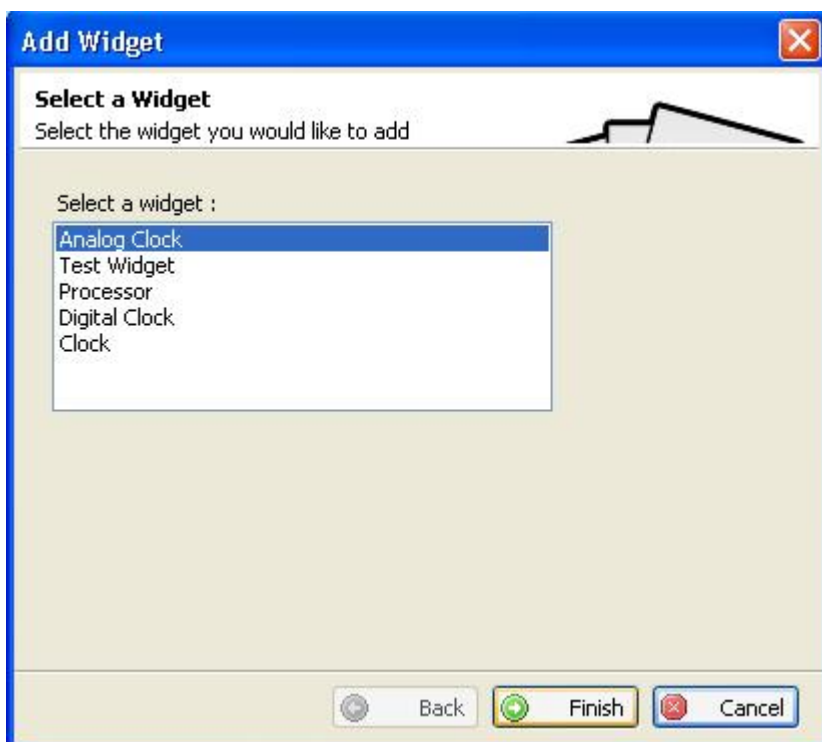 Add Widget
Select a Widget
Select the widget you would like to add
Select a widget :
Analog Clock
Test Widget
Processor
Digital Clock
Clock
Back Finish Cancel